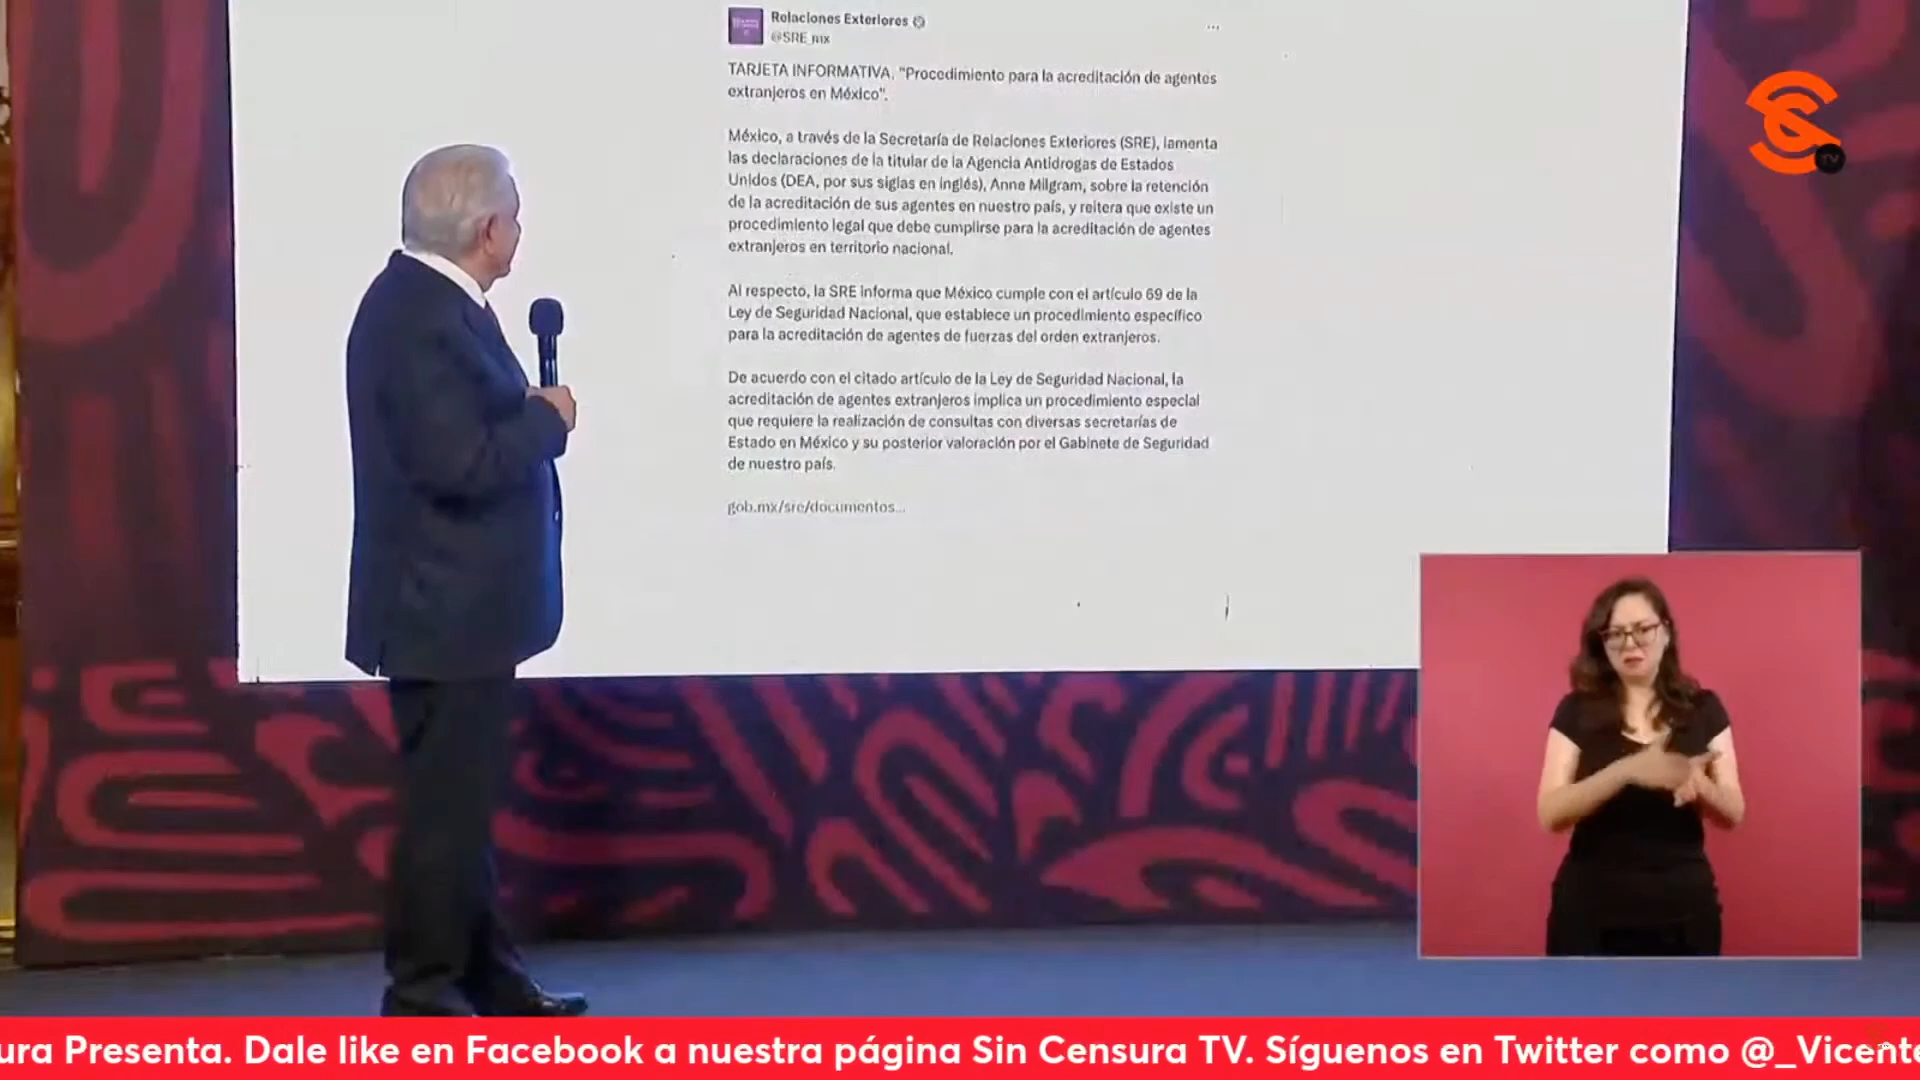 Relaciones Exteriores
@SRE_mx
TARJETA INFORMATIVA. "Procedimiento para la acreditación de agentes
extranjeros en México".
México, a través de la Secretaría de Relaciones Exteriores (SRE), lamenta
las declaraciones de la titular de la Agencia Antidrogas de Estados
Unidos (DEA, por sus siglas en inglés), Anne Milgram, sobre la retención
de la acreditación de sus agentes en nuestro país, y reitera que existe un
procedimiento legal que debe cumplirse para la acreditación de agentes
extranjeros en territorio nacional.
Al respecto, la SRE informa que México cumple con el artículo 69 de la
Ley de Seguridad Nacional, que establece un procedimiento específico
para la acreditación de agentes de fuerzas del orden extranjeros.
De acuerdo con el citado artículo de la Ley de Seguridad Nacional, la
acreditación de agentes extranjeros implica un procedimiento especial
que requiere la realización de consultas con diversas secretarías de
Estado en México y su posterior valoración por el Gabinete de Seguridad
de nuestro país.
gob.mx/sre/documentos...
TV
ura Presenta. Dale like en Facebook a nuestra página Sin Censura TV. Síguenos en Twitter como @_Vicente